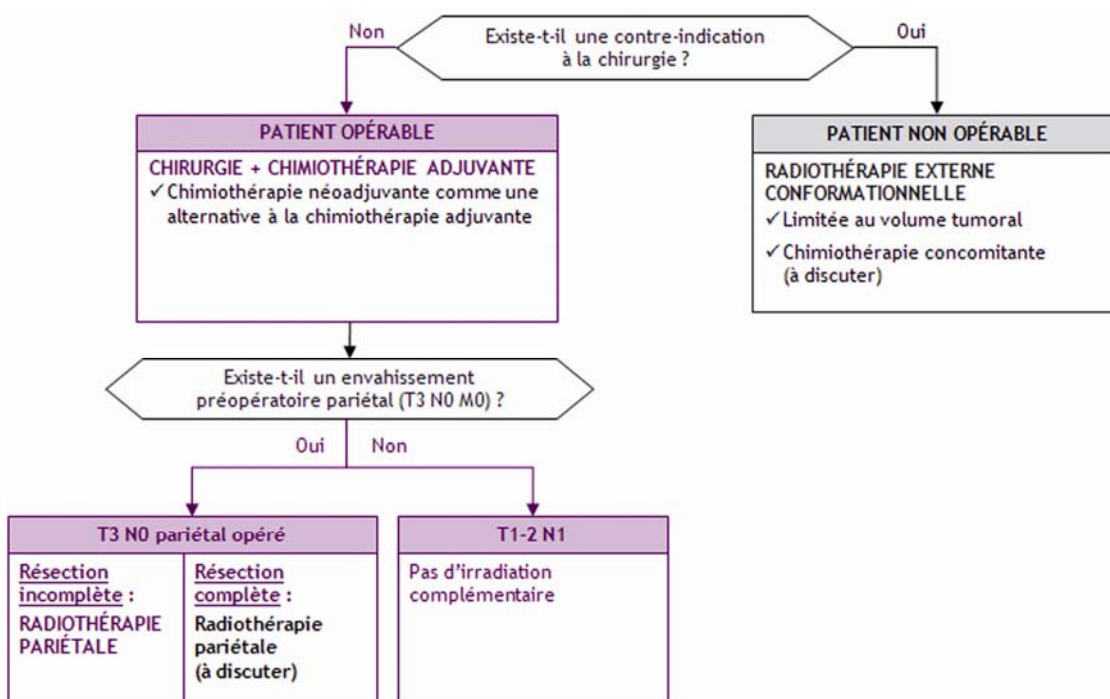 Existe-t-il une contre-indication
à la chirurgie ?
Non
Oui
PATIENT OPÉRABLE
CHIRURGIE + CHIMIOTHÉRAPIE ADJUVANTE
✓ Chimiothérapie néoadjuvante comme une
alternative à la chimiothérapie adjuvante
PATIENT NON OPÉRABLE
RADIOTHÉRAPIE EXTERNE
CONFORMATIONNELLE
✓ Limitée au volume tumoral
✓ Chimiothérapie concomitante
(à discuter)
Existe-t-il un envahissement
préopératoire pariétal (T3 N0 M0) ?
Oui
Non
T3 N0 pariétal opéré
Résection
incomplète :
RADIOTHÉRAPIE
PARIÉTALE
Résection
complète :
Radiothérapie
pariétale
(à discuter)
T1-2 N1
Pas d'irradiation
complémentaire